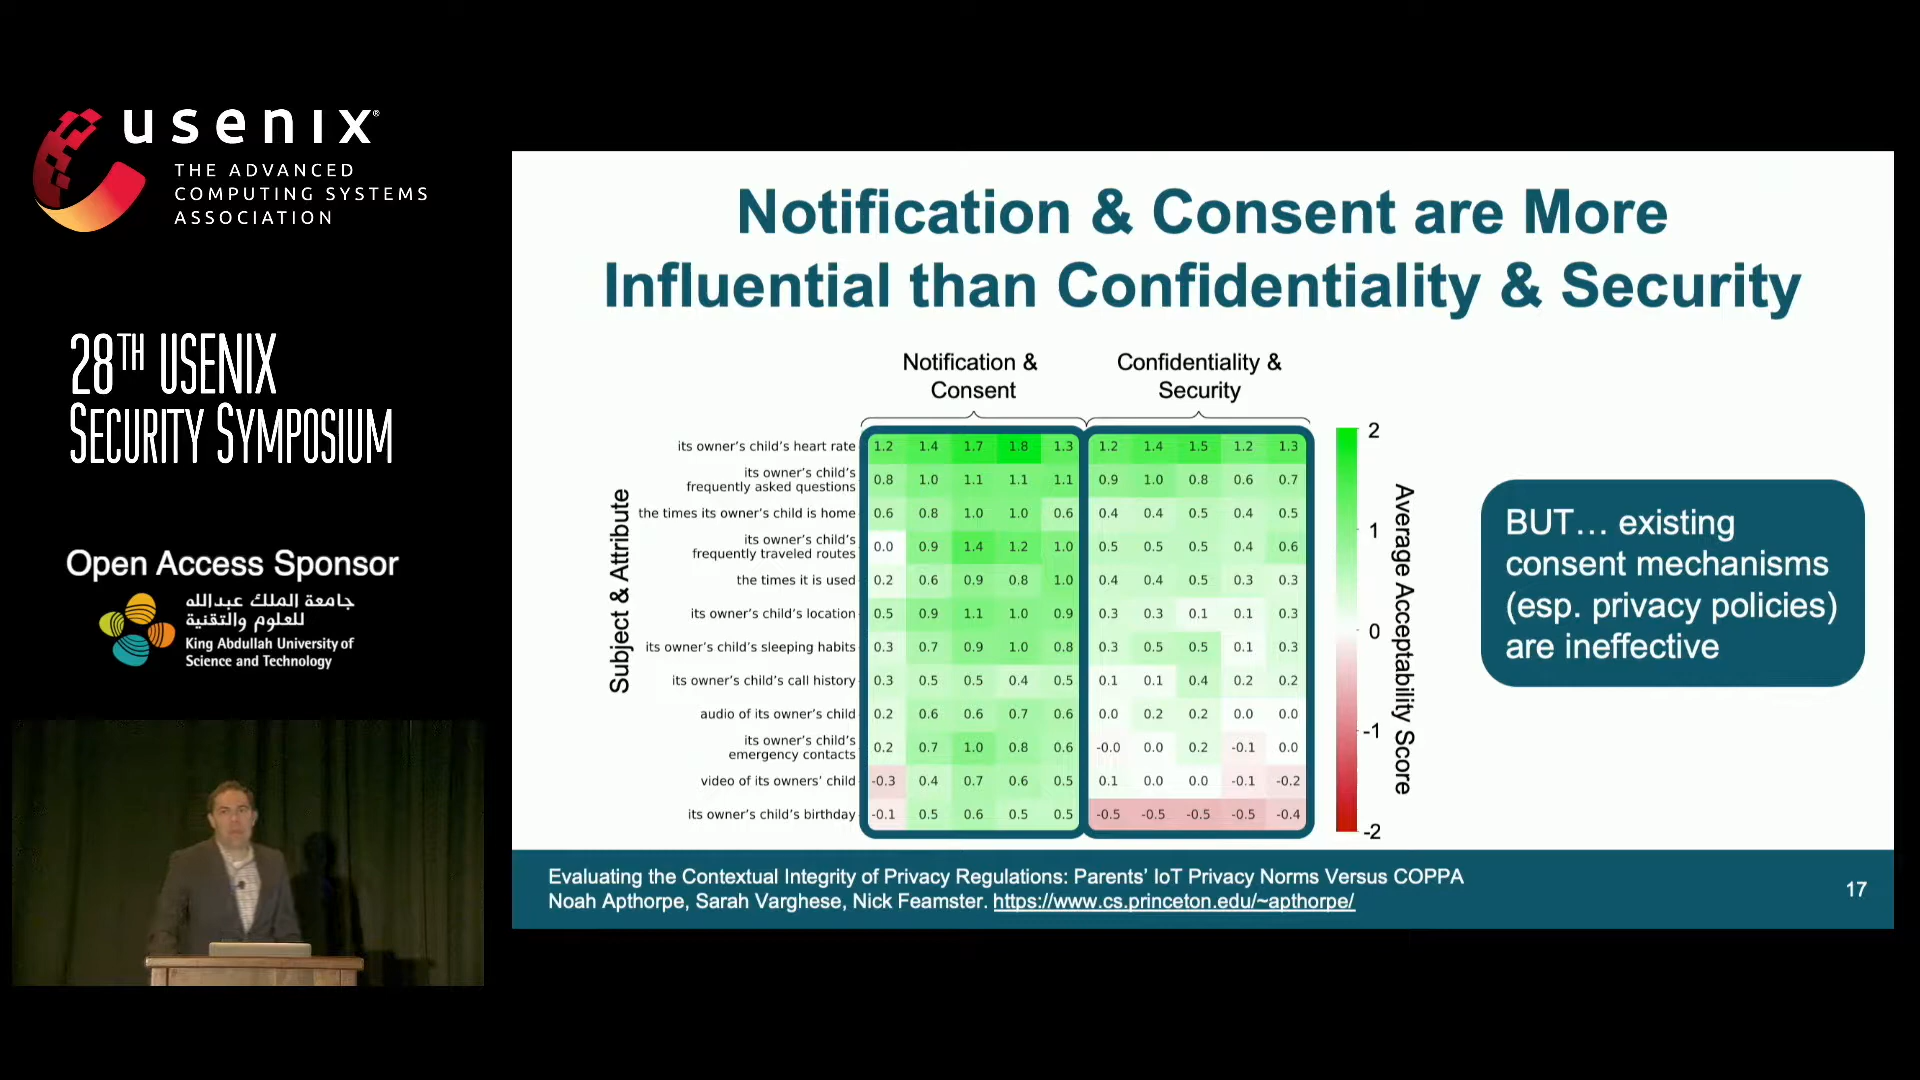 usenix®
THE ADVANCED
COMPUTING SYSTEMS
ASSOCIATION
28TH USENIX
SECURITY SYMPOSIUM
Open Access Sponsor
جامعة الملك عبدالله
للعلوم والتقنية
King Abdullah University of
Science and Technology
Notification & Consent are More
Influential than Confidentiality & Security
Notification &
Consent
Confidentiality &
Security
Subject & Attribute
its owner's child's heart rate 1.2 1.4 1.7 1.8 1.3 1.2 1.4 1.5 1.2 1.3
its owner's child's
frequently asked questions 0.8 1.0 1.1 1.1 1.1 0.9 1.0 0.8 0.6 0.7
the times its owner's child is home 0.6 0.8 1.0 1.0 0.6 0.4 0.4 0.5 0.4 0.5
its owner's child's
frequently traveled routes 0.0 0.9 1.4 1.2 1.0 0.5 0.5 0.5 0.4 0.6
the times it is used 0.2 0.6 0.9 0.8 1.0 0.4 0.4 0.5 0.3 0.3
its owner's child's location 0.5 0.9 1.1 1.0 0.9 0.3 0.3 0.1 0.1 0.3
its owner's child's sleeping habits 0.3 0.7 0.9 1.0 0.8 0.3 0.5 0.5 0.1 0.3
its owner's child's call history 0.3 0.5 0.5 0.4 0.5 0.1 0.1 0.4 0.2 0.2
audio of its owner's child 0.2 0.6 0.6 0.7 0.6 0.0 0.2 0.2 0.0 0.0
its owner's child's
emergency contacts 0.2 0.7 1.0 0.8 0.6 -0.0 0.0 0.2 -0.1 0.0
video of its owners' child -0.3 0.4 0.7 0.6 0.5 0.1 0.0 0.0 -0.1 -0.2
its owner's child's birthday -0.1 0.5 0.6 0.5 0.5 -0.5 -0.5 -0.5 -0.5 -0.4
2
1
0
-1
-2
Average Acceptability Score
BUT… existing
consent mechanisms
(esp. privacy policies)
are ineffective
Evaluating the Contextual Integrity of Privacy Regulations: Parents' IoT Privacy Norms Versus COPPA
Noah Apthorpe, Sarah Varghese, Nick Feamster. https://www.cs.princeton.edu/~apthorpe/
17